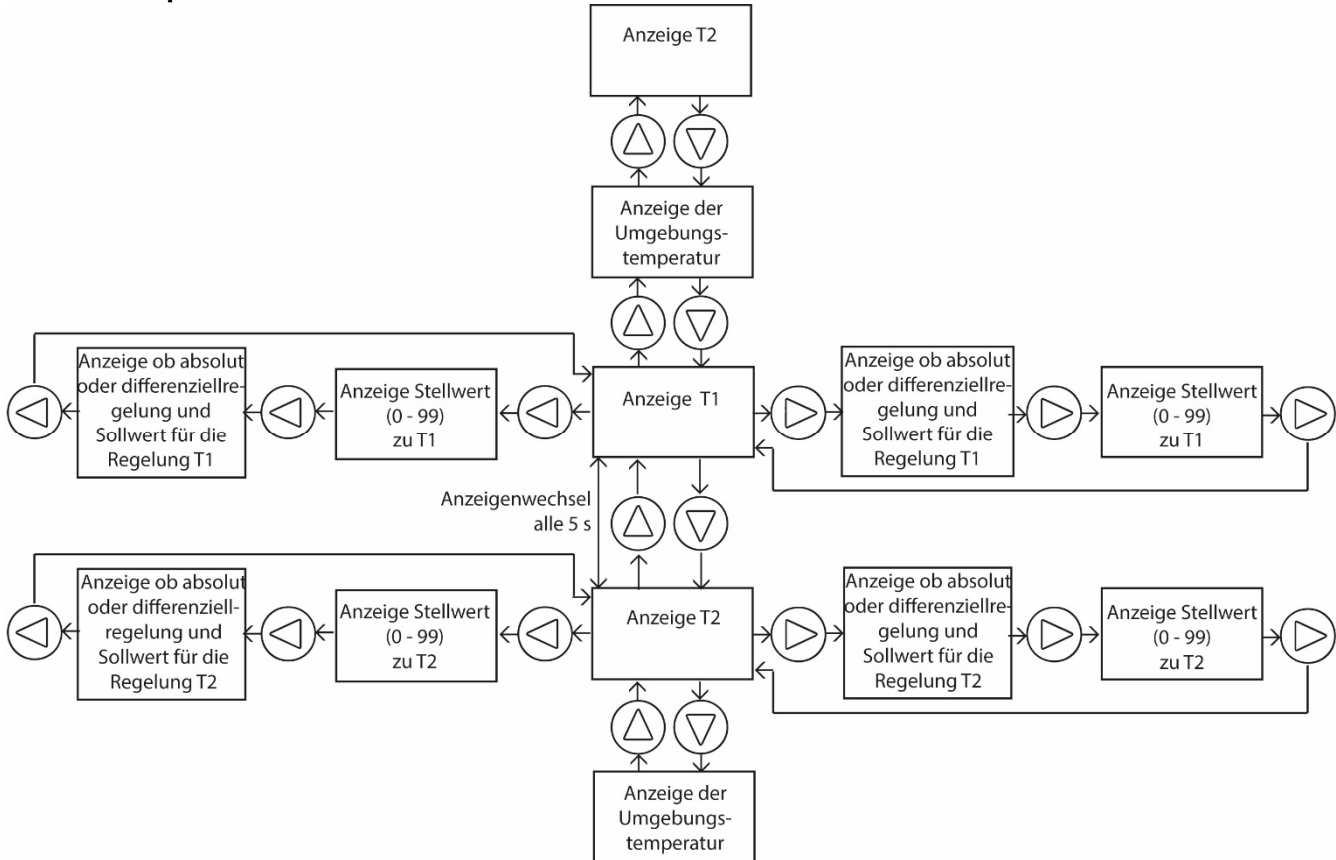 Anzeige T2
Anzeige der
Umgebungs-
temperatur
Anzeige ob absolut
oder differenziellre-
gelung und
Sollwert für die
Regelung T1
Anzeige Stellwert
(0 - 99)
zu T1
Anzeige T1
Anzeige ob absolut
oder differenziellre-
gelung und
Sollwert für die
Regelung T1
Anzeige Stellwert
(0 - 99)
zu T1
Anzeigenwechsel
alle 5 s
Anzeige ob absolut
oder differenziell-
regelung und
Sollwert für die
Regelung T2
Anzeige Stellwert
(0 - 99)
zu T2
Anzeige T2
Anzeige ob absolut
oder differenziellre-
gelung und
Sollwert für die
Regelung T2
Anzeige Stellwert
(0 - 99)
zu T2
Anzeige der
Umgebungs-
temperatur